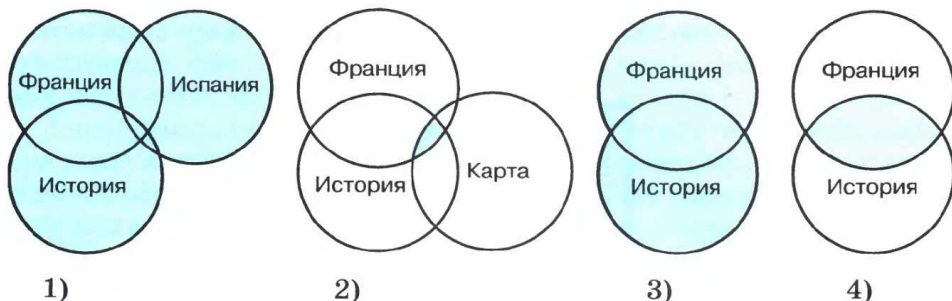 Франция Испания
История
1)
Франция
История Карта
2)
Франция
История
3)
Франция
История
4)